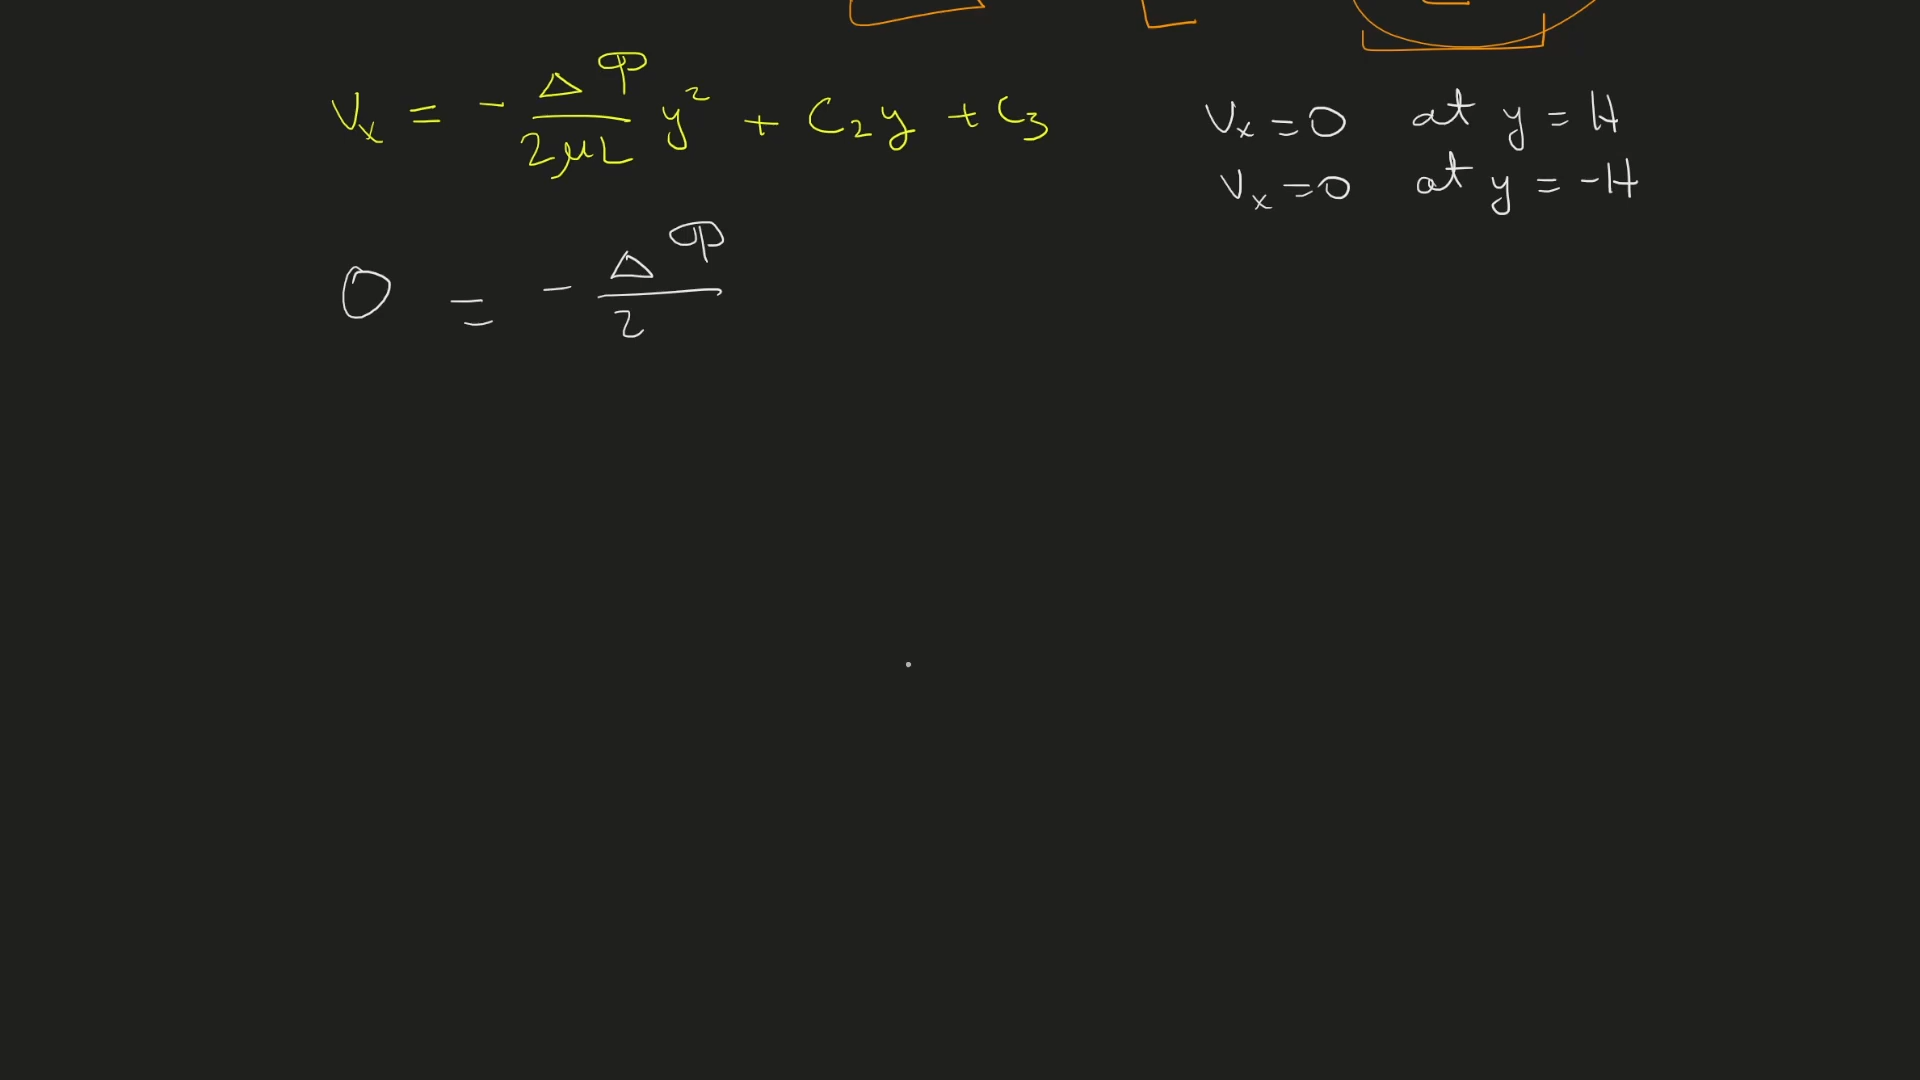 Vx = - Δ𝒫/2μL y² + C₂y + C₃
Vx = 0 at y = H
Vx = 0 at y = -H
0 = - Δ𝒫/2